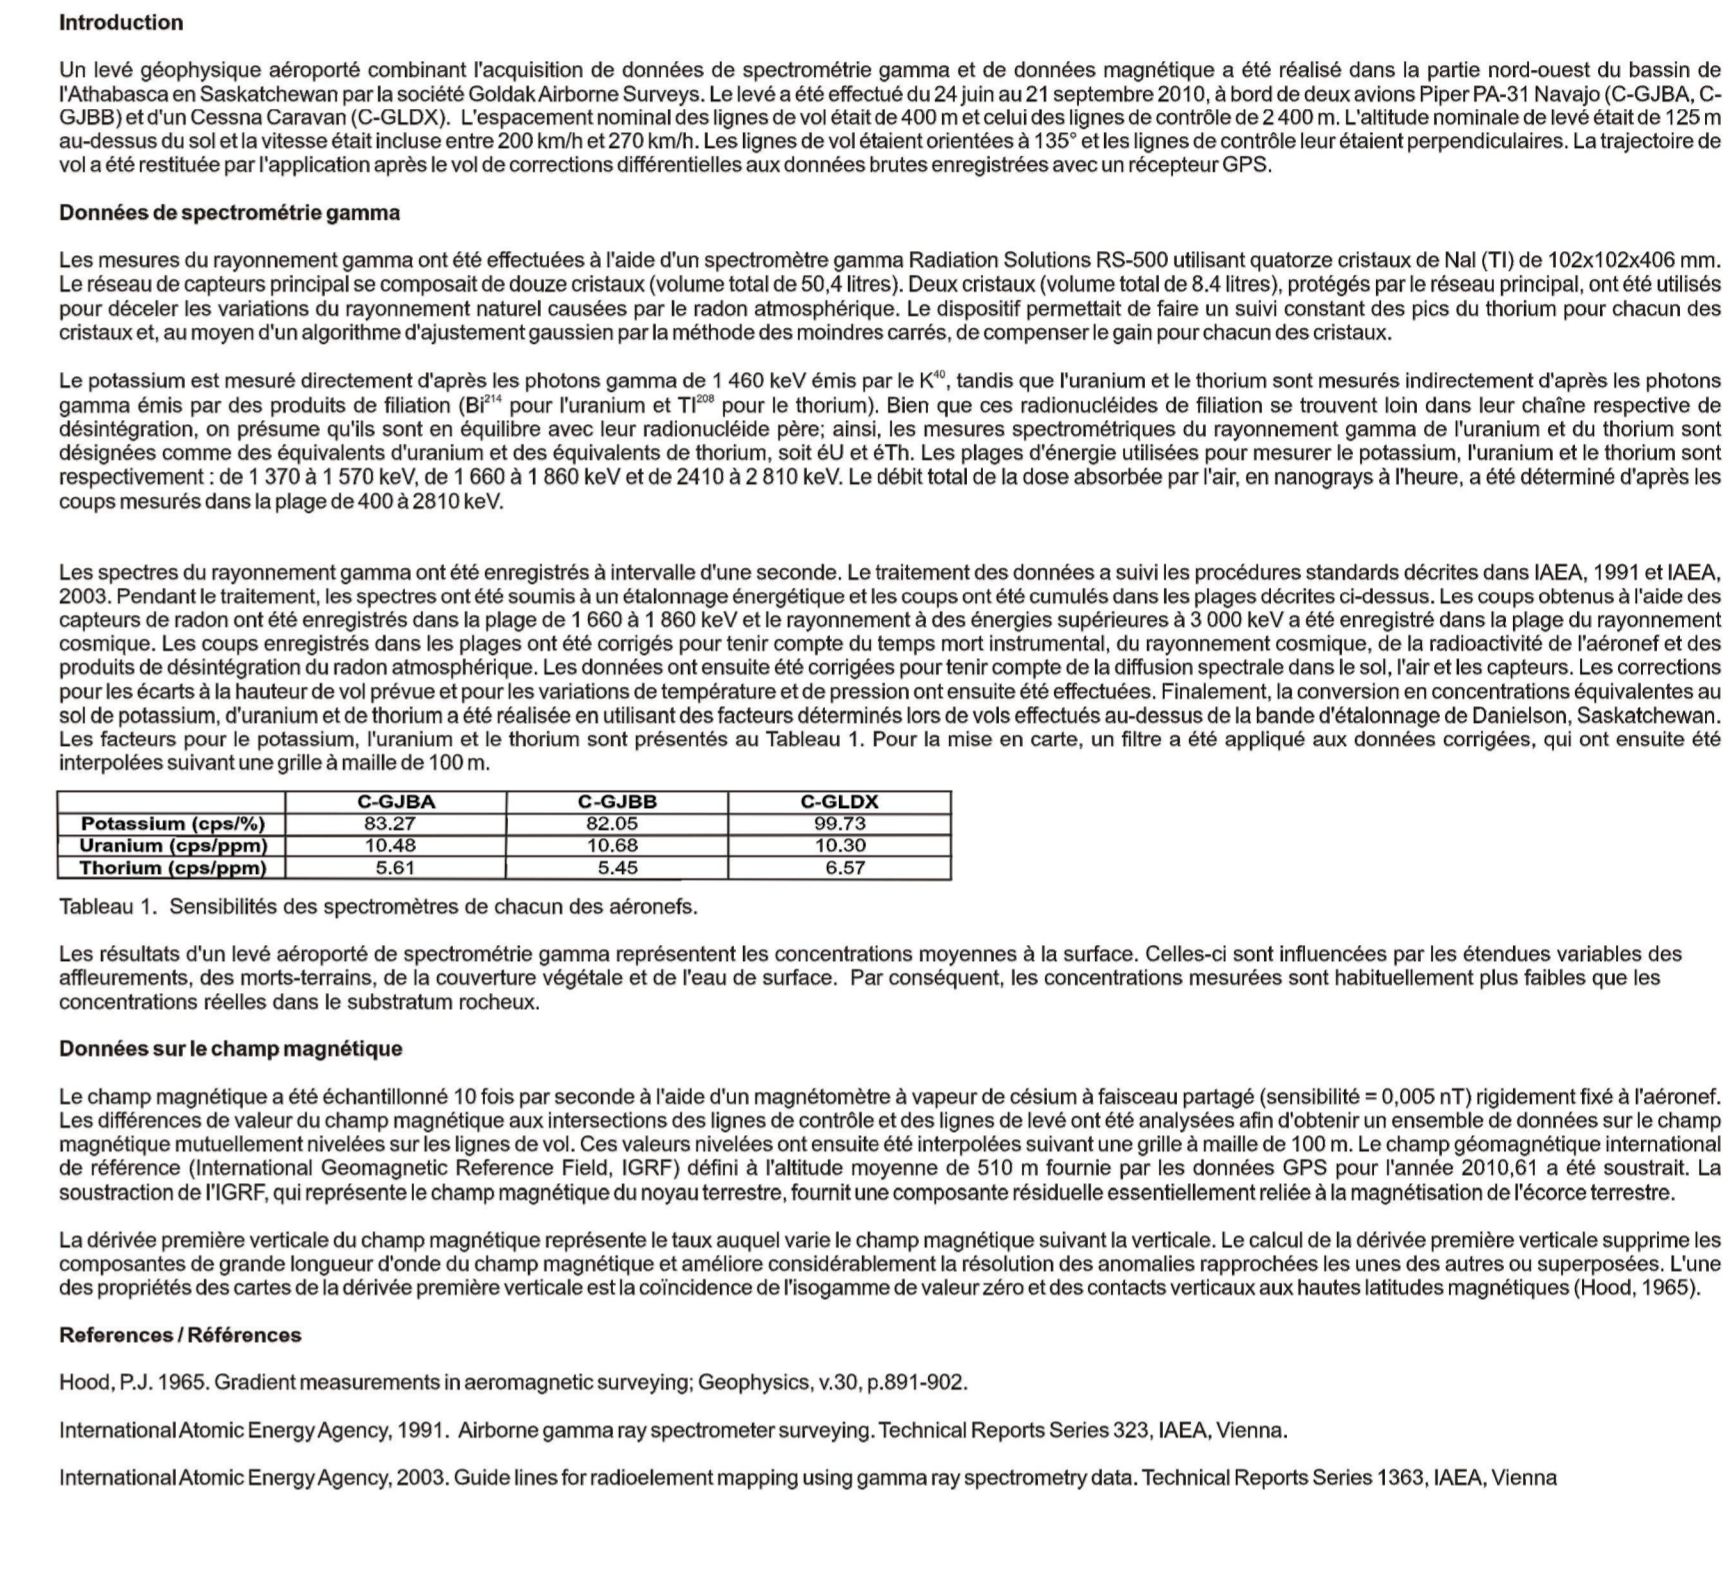 Introduction
Un levé géophysique aéroporté combinant l'acquisition de données de spectrométrie gamma et de données magnétique a été réalisé dans la partie nord-ouest du bassin de
l'Athabasca en Saskatchewan par la société Goldak Airborne Surveys. Le levé a été effectué du 24 juin au 21 septembre 2010, à bord de deux avions Piper PA-31 Navajo (C-GJBA, C-
GJBB) et d'un Cessna Caravan (C-GLDX). L'espacement nominal des lignes de vol était de 400 m et celui des lignes de contrôle de 2 400 m. L'altitude nominale de levé était de 125 m
au-dessus du sol et la vitesse était incluse entre 200 km/h et 270 km/h. Les lignes de vol étaient orientées à 135° et les lignes de contrôle leur étaient perpendiculaires. La trajectoire de
vol a été restituée par l'application après le vol de corrections différentielles aux données brutes enregistrées avec un récepteur GPS.
Données de spectrométrie gamma
Les mesures du rayonnement gamma ont été effectuées à l'aide d'un spectromètre gamma Radiation Solutions RS-500 utilisant quatorze cristaux de NaI (Tl) de 102x102x406 mm.
Le réseau de capteurs principal se composait de douze cristaux (volume total de 50,4 litres). Deux cristaux (volume total de 8.4 litres), protégés par le réseau principal, ont été utilisés
pour déceler les variations du rayonnement naturel causées par le radon atmosphérique. Le dispositif permettait de faire un suivi constant des pics du thorium pour chacun des
cristaux et, au moyen d'un algorithme d'ajustement gaussien par la méthode des moindres carrés, de compenser le gain pour chacun des cristaux.
Le potassium est mesuré directement d'après les photons gamma de 1 460 keV émis par le K⁴⁰, tandis que l'uranium et le thorium sont mesurés indirectement d'après les photons
gamma émis par des produits de filiation (Bi²¹⁴ pour l'uranium et Tl²⁰⁸ pour le thorium). Bien que ces radionucléides de filiation se trouvent loin dans leur chaîne respective de
désintégration, on présume qu'ils sont en équilibre avec leur radionucléide père; ainsi, les mesures spectrométriques du rayonnement gamma de l'uranium et du thorium sont
désignées comme des équivalents d'uranium et des équivalents de thorium, soit éU et éTh. Les plages d'énergie utilisées pour mesurer le potassium, l'uranium et le thorium sont
respectivement : de 1 370 à 1 570 keV, de 1 660 à 1 860 keV et de 2410 à 2 810 keV. Le débit total de la dose absorbée par l'air, en nanograys à l'heure, a été déterminé d'après les
coups mesurés dans la plage de 400 à 2810 keV.
Les spectres du rayonnement gamma ont été enregistrés à intervalle d'une seconde. Le traitement des données a suivi les procédures standards décrites dans IAEA, 1991 et IAEA,
2003. Pendant le traitement, les spectres ont été soumis à un étalonnage énergétique et les coups ont été cumulés dans les plages décrites ci-dessus. Les coups obtenus à l'aide des
capteurs de radon ont été enregistrés dans la plage de 1 660 à 1 860 keV et le rayonnement à des énergies supérieures à 3 000 keV a été enregistré dans la plage du rayonnement
cosmique. Les coups enregistrés dans les plages ont été corrigés pour tenir compte du temps mort instrumental, du rayonnement cosmique, de la radioactivité de l'aéronef et des
produits de désintégration du radon atmosphérique. Les données ont ensuite été corrigées pour tenir compte de la diffusion spectrale dans le sol, l'air et les capteurs. Les corrections
pour les écarts à la hauteur de vol prévue et pour les variations de température et de pression ont ensuite été effectuées. Finalement, la conversion en concentrations équivalentes au
sol de potassium, d'uranium et de thorium a été réalisée en utilisant des facteurs déterminés lors de vols effectués au-dessus de la bande d'étalonnage de Danielson, Saskatchewan.
Les facteurs pour le potassium, l'uranium et le thorium sont présentés au Tableau 1. Pour la mise en carte, un filtre a été appliqué aux données corrigées, qui ont ensuite été
interpolées suivant une grille à maille de 100 m.
C-GJBA C-GJBB C-GLDX
Potassium (cps/%) 83.27 82.05 99.73
Uranium (cps/ppm) 10.48 10.68 10.30
Thorium (cps/ppm) 5.61 5.45 6.57
Tableau 1. Sensibilités des spectromètres de chacun des aéronefs.
Les résultats d'un levé aéroporté de spectrométrie gamma représentent les concentrations moyennes à la surface. Celles-ci sont influencées par les étendues variables des
affleurements, des morts-terrains, de la couverture végétale et de l'eau de surface. Par conséquent, les concentrations mesurées sont habituellement plus faibles que les
concentrations réelles dans le substratum rocheux.
Données sur le champ magnétique
Le champ magnétique a été échantillonné 10 fois par seconde à l'aide d'un magnétomètre à vapeur de césium à faisceau partagé (sensibilité = 0,005 nT) rigidement fixé à l'aéronef.
Les différences de valeur du champ magnétique aux intersections des lignes de contrôle et des lignes de levé ont été analysées afin d'obtenir un ensemble de données sur le champ
magnétique mutuellement nivelées sur les lignes de vol. Ces valeurs nivelées ont ensuite été interpolées suivant une grille à maille de 100 m. Le champ géomagnétique international
de référence (International Geomagnetic Reference Field, IGRF) défini à l'altitude moyenne de 510 m fournie par les données GPS pour l'année 2010,61 a été soustrait. La
soustraction de l'IGRF, qui représente le champ magnétique du noyau terrestre, fournit une composante résiduelle essentiellement reliée à la magnétisation de l'écorce terrestre.
La dérivée première verticale du champ magnétique représente le taux auquel varie le champ magnétique suivant la verticale. Le calcul de la dérivée première verticale supprime les
composantes de grande longueur d'onde du champ magnétique et améliore considérablement la résolution des anomalies rapprochées les unes des autres ou superposées. L'une
des propriétés des cartes de la dérivée première verticale est la coïncidence de l'isogamme de valeur zéro et des contacts verticaux aux hautes latitudes magnétiques (Hood, 1965).
References / Références
Hood, P.J. 1965. Gradient measurements in aeromagnetic surveying; Geophysics, v.30, p.891-902.
International Atomic Energy Agency, 1991. Airborne gamma ray spectrometer surveying. Technical Reports Series 323, IAEA, Vienna.
International Atomic Energy Agency, 2003. Guide lines for radioelement mapping using gamma ray spectrometry data. Technical Reports Series 1363, IAEA, Vienna